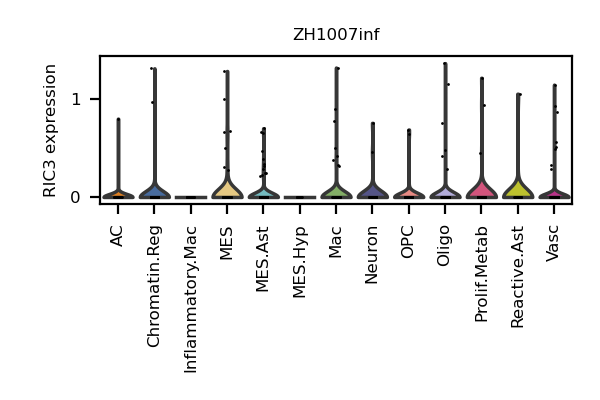 ZH1007inf
RIC3 expression
1
0
AC
Chromatin.Reg
Inflammatory.Mac
MES
MES.Ast
MES.Hyp
Mac
Neuron
OPC
Oligo
Prolif.Metab
Reactive.Ast
Vasc